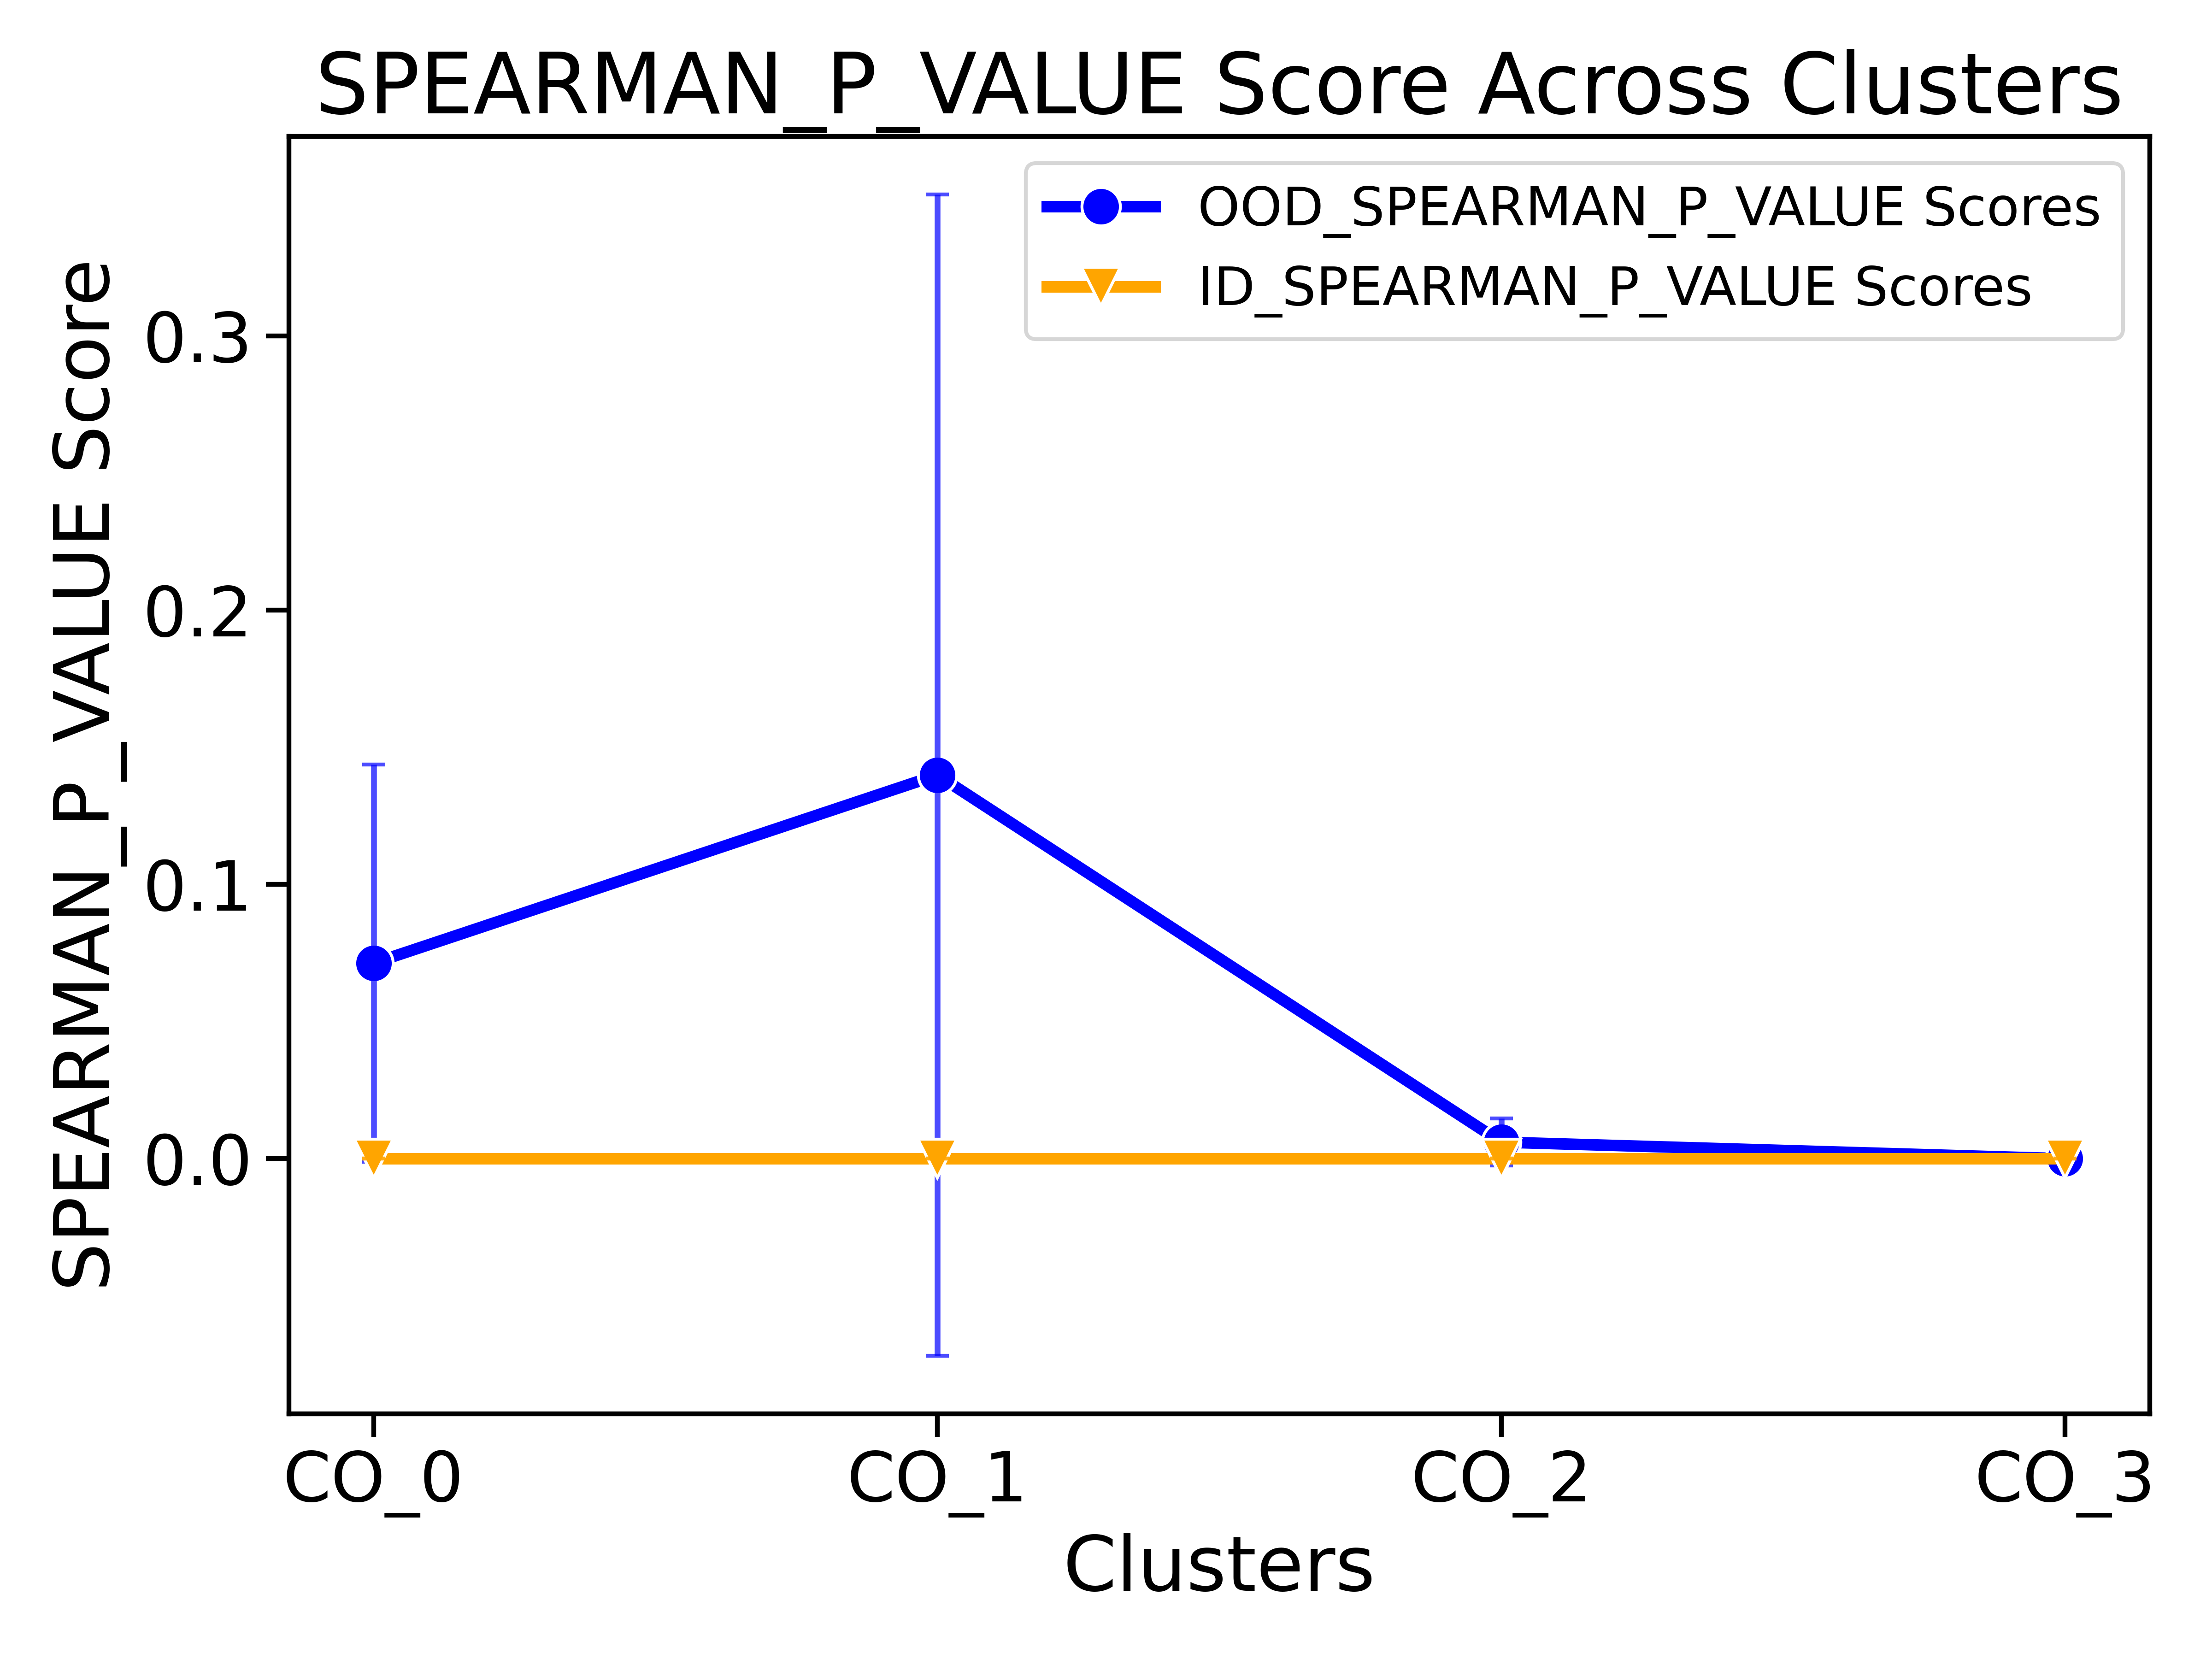 SPEARMAN_P_VALUE Score Across Clusters
OOD_SPEARMAN_P_VALUE Scores
ID_SPEARMAN_P_VALUE Scores
SPEARMAN_P_VALUE Score
0.3
0.2
0.1
0.0
CO_0 CO_1 CO_2 CO_3
Clusters